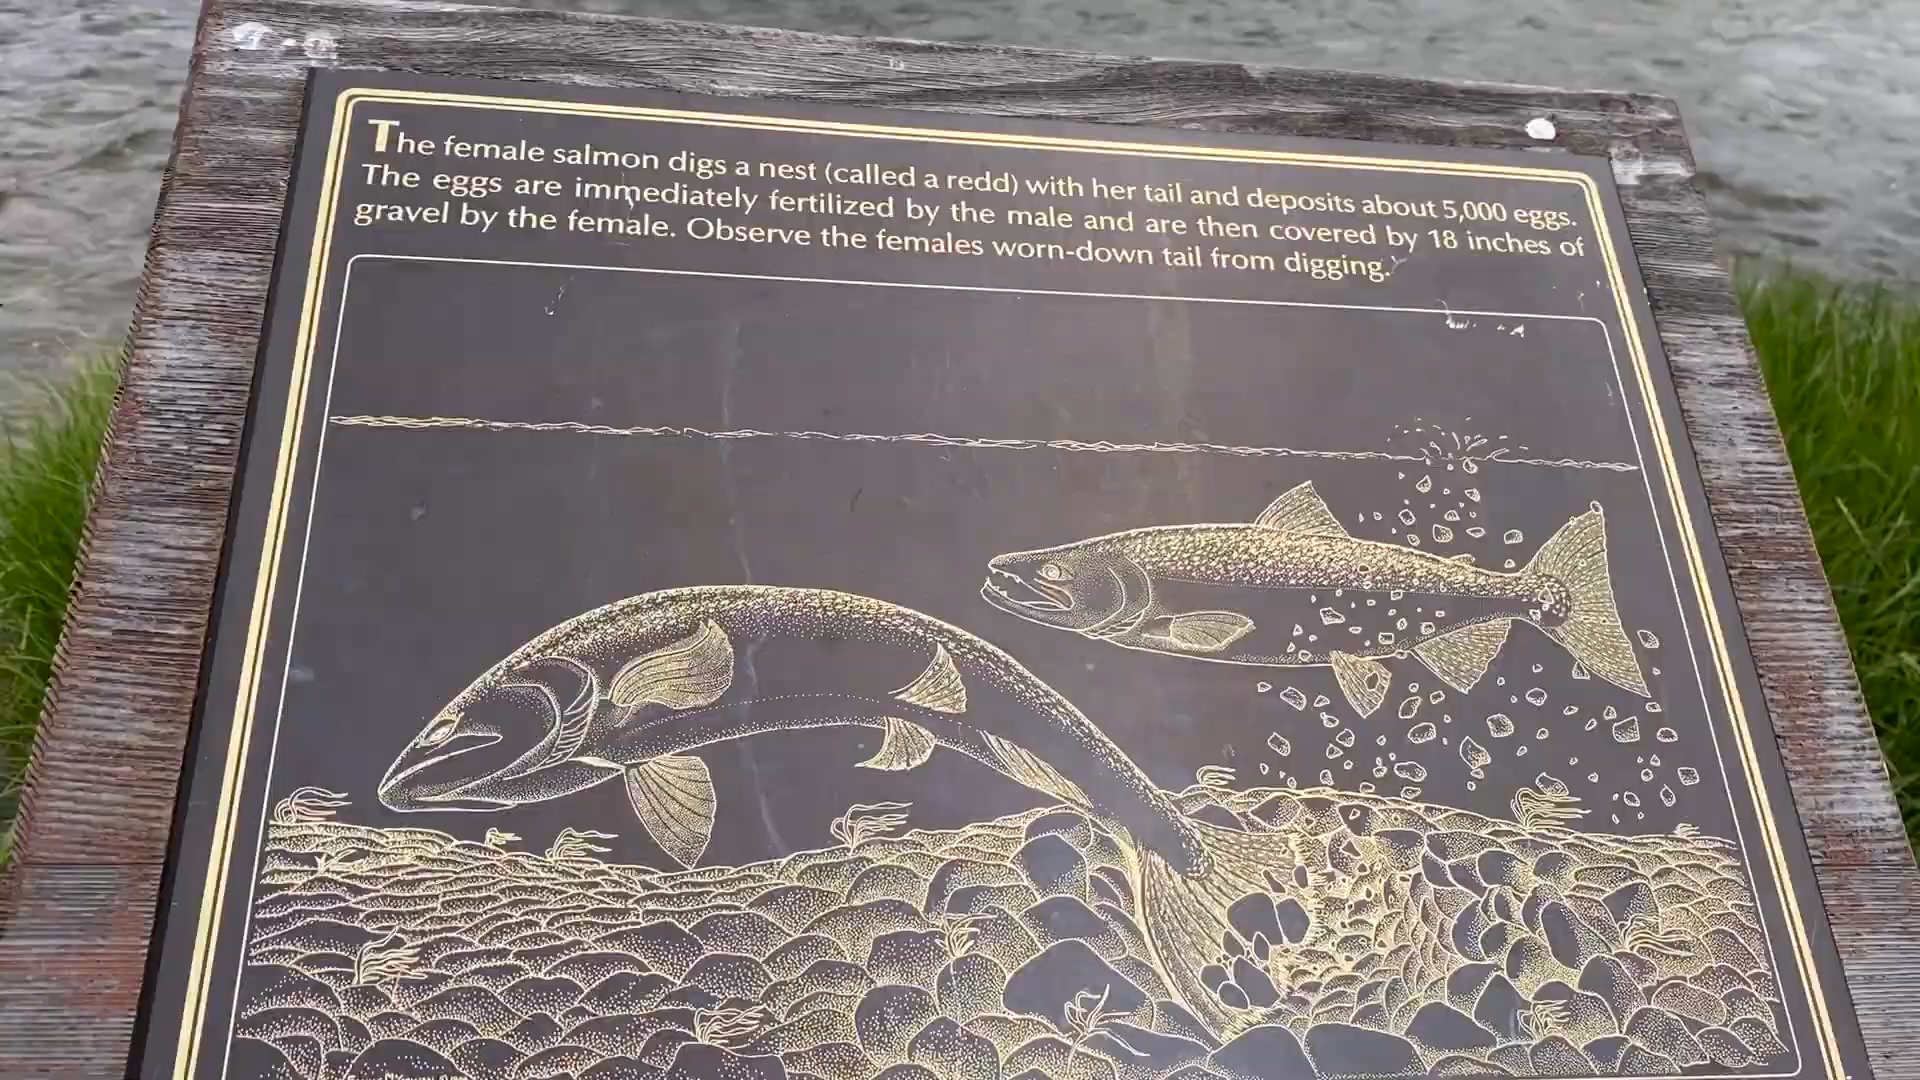 The female salmon digs a nest (called a redd) with her tail and deposits about 5,000 eggs.
The eggs are immediately fertilized by the male and are then covered by 18 inches of
gravel by the female. Observe the females worn-down tail from digging.